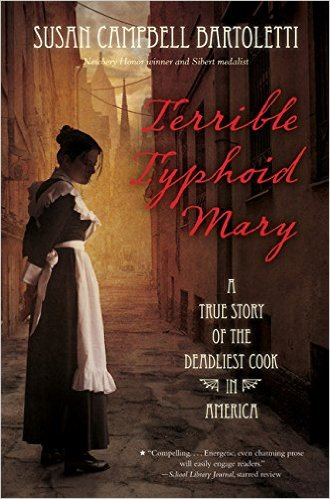 SUSAN CAMPBELL BARTOLETTI
Newbery Honor winner and Sibert medalist
Terrible
Typhoid
Mary
A
TRUE STORY
OF THE
DEADLIEST COOK
IN
AMERICA
★ "Compelling. . . . Energetic, even charming prose
will easily engage readers."
—School Library Journal, starred review